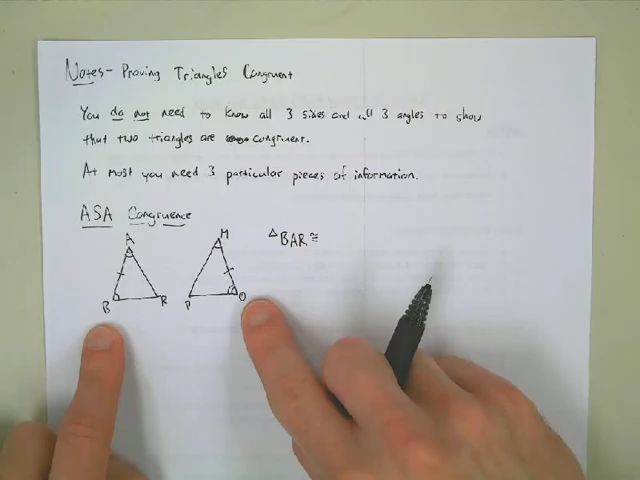 Notes- Proving Triangles Congruent
You do not need to know all 3 sides and all 3 angles to show
that two triangles are congruent.
At most you need 3 particular pieces of information.
ASA Congruence
A
M
△BAR≅
B
R
P
O